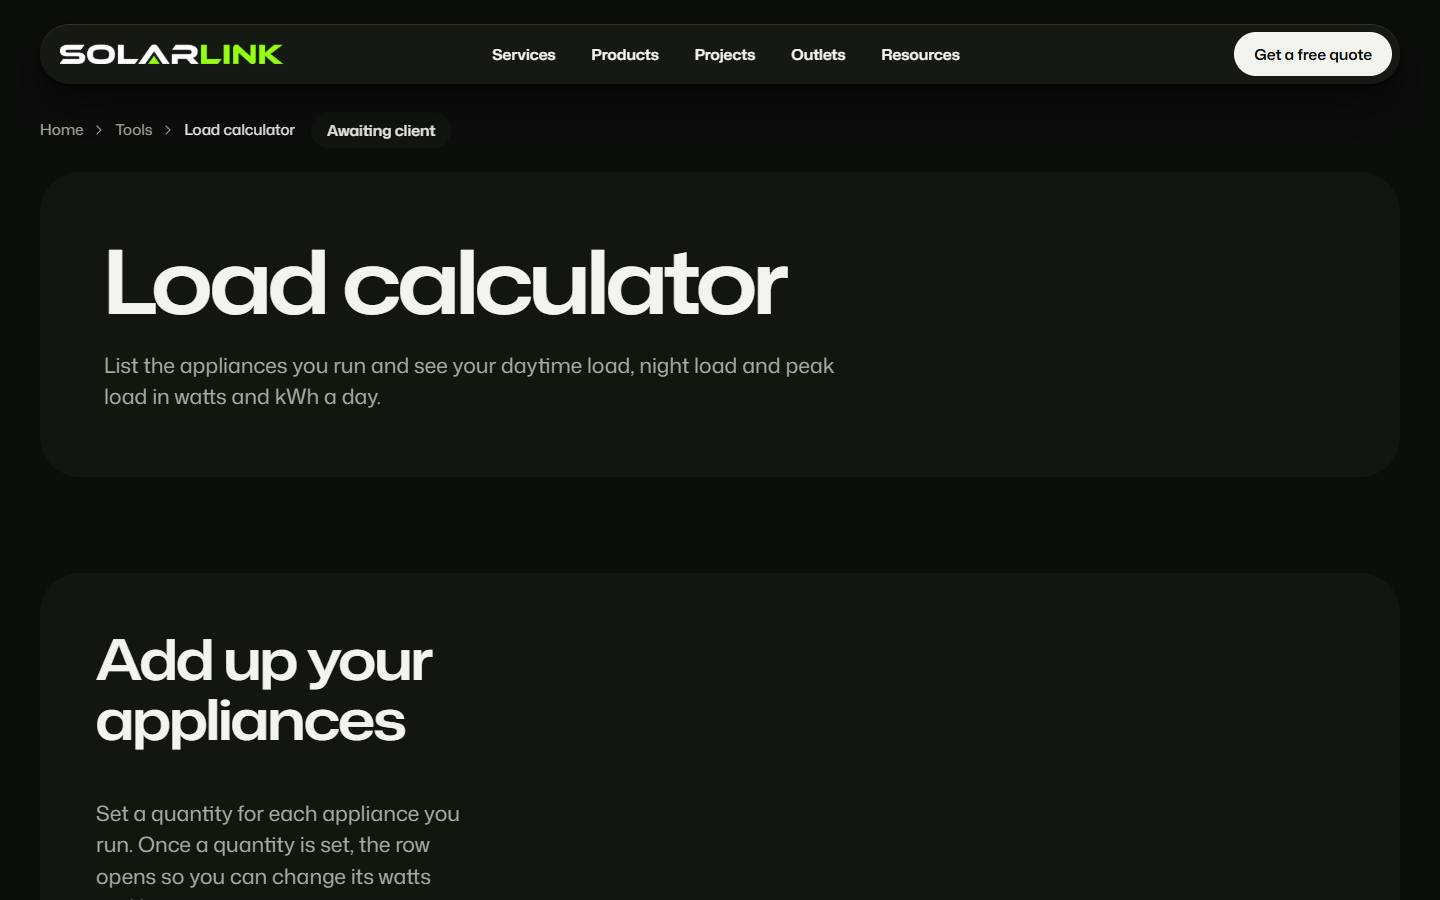 SOLARLINK
Services
Products
Projects
Outlets
Resources
Get a free quote
Home
Tools
Load calculator
Awaiting client
Load calculator
List the appliances you run and see your daytime load, night load and peak
load in watts and kWh a day.
Add up your
appliances
Set a quantity for each appliance you
run. Once a quantity is set, the row
opens so you can change its watts